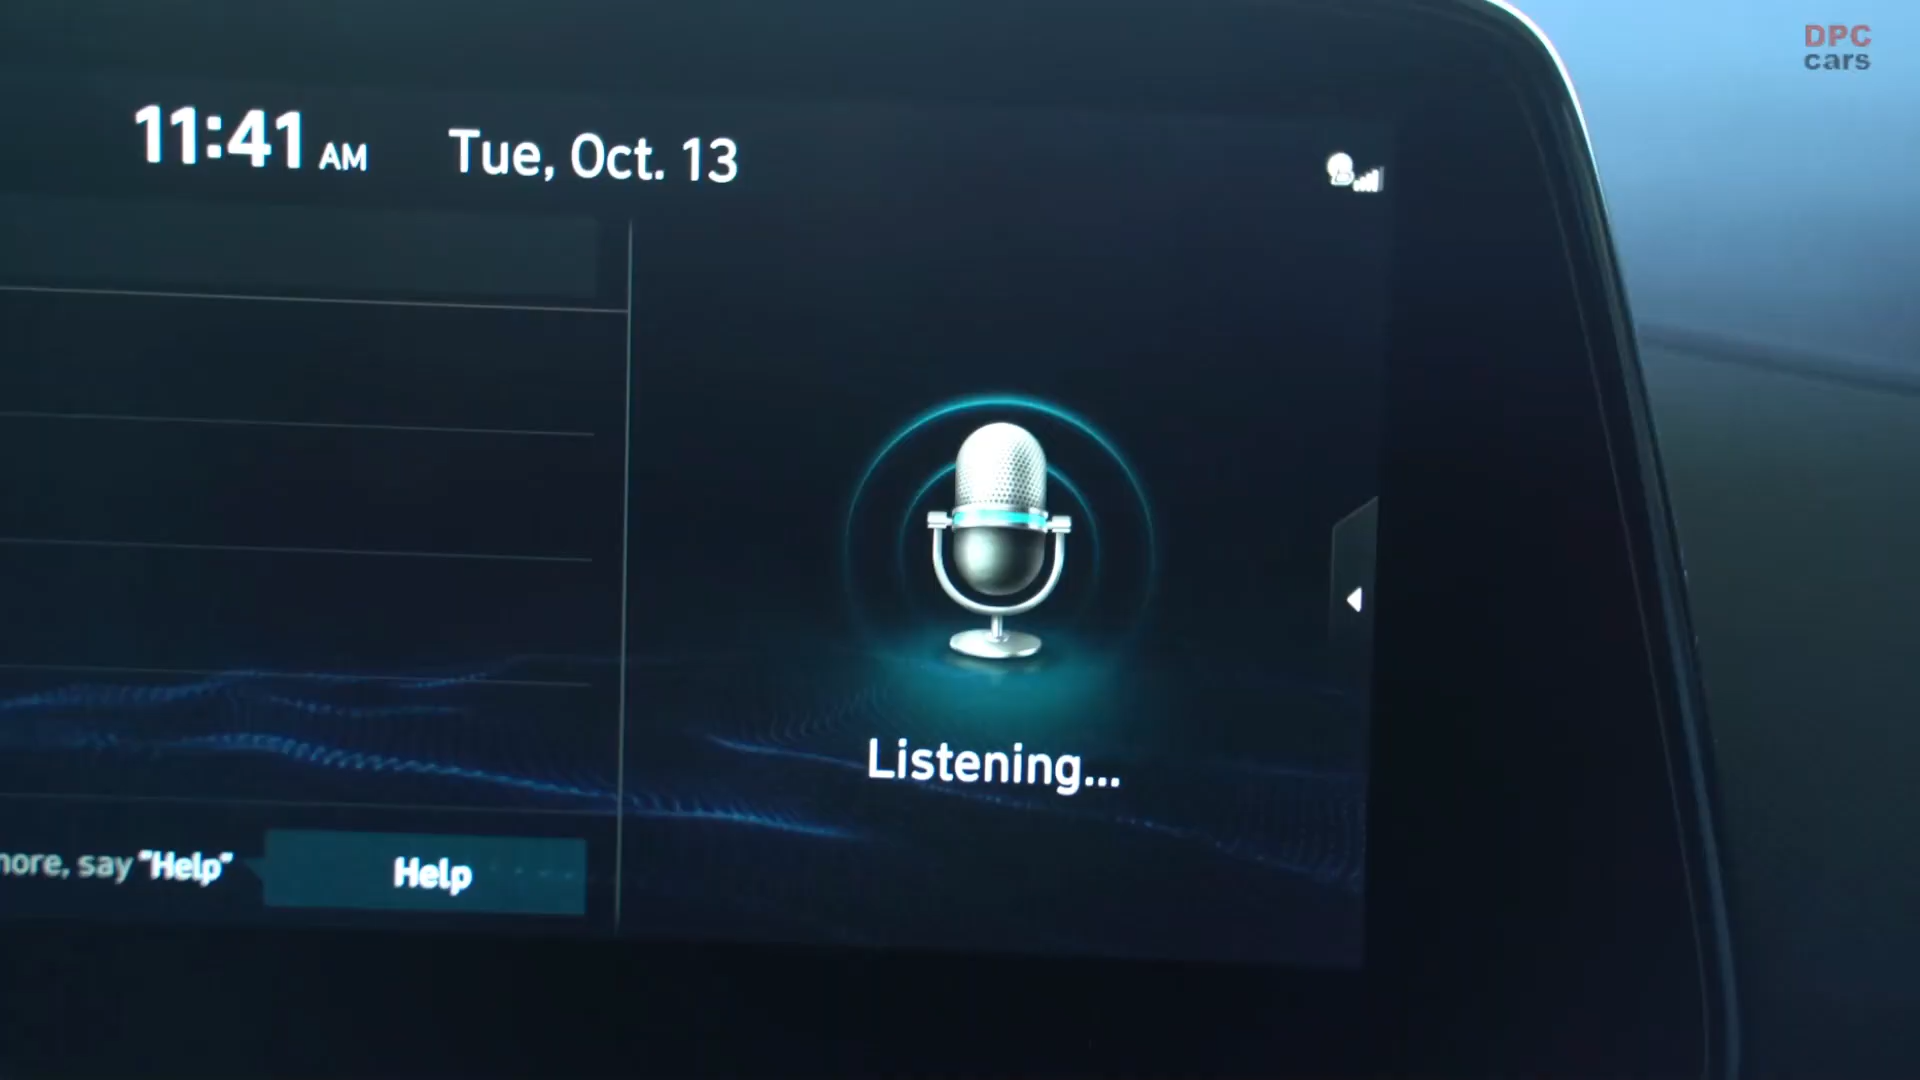 DPC
cars
11:41 AM Tue, Oct. 13
Listening...
more, say "Help"
Help